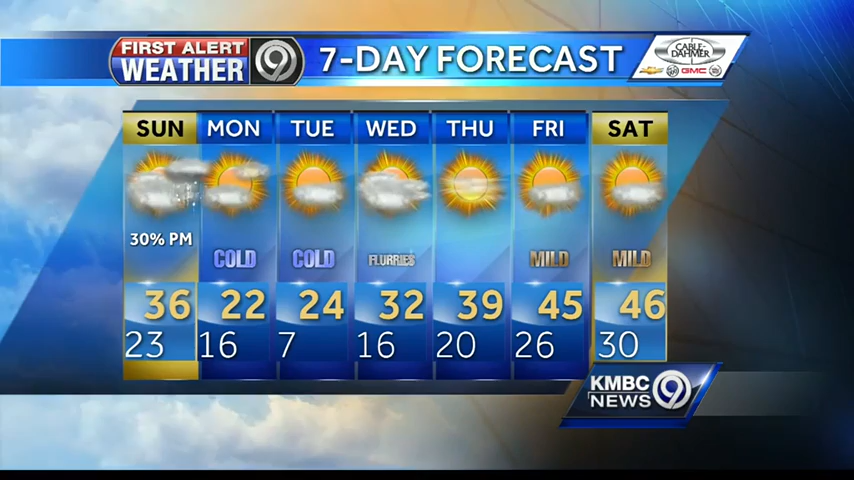 FIRST ALERT
WEATHER 9
7-DAY FORECAST
CABLE-
DAHMER
GMC
SUN MON TUE WED THU FRI SAT
30% PM COLD COLD FLURRIES MILD MILD
36 22 24 32 39 45 46
23 16 7 16 20 26 30
KMBC 9
NEWS